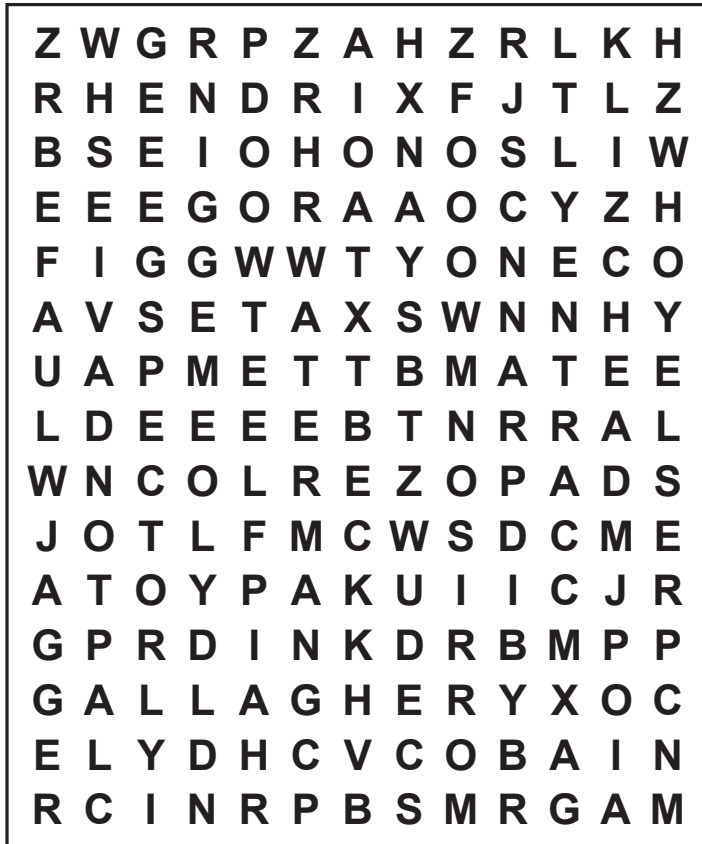 Z W G R P Z A H Z R L K H
R H E N D R I X F J T L Z
B S E I O H O N O S L I W
E E E G O R A A O C Y Z H
F I G G W W T Y O N E C O
A V S E T A X S W N N H Y
U A P M E T T B M A T E E
L D E E E E B T N R R A L
W N C O L R E Z O P A D S
J O T L F M C W S D C M E
A T O Y P A K U I I C J R
G P R D I N K D R B M P P
G A L L A G H E R Y X O C
E L Y D H C V C O B A I N
R C I N R P B S M R G A M